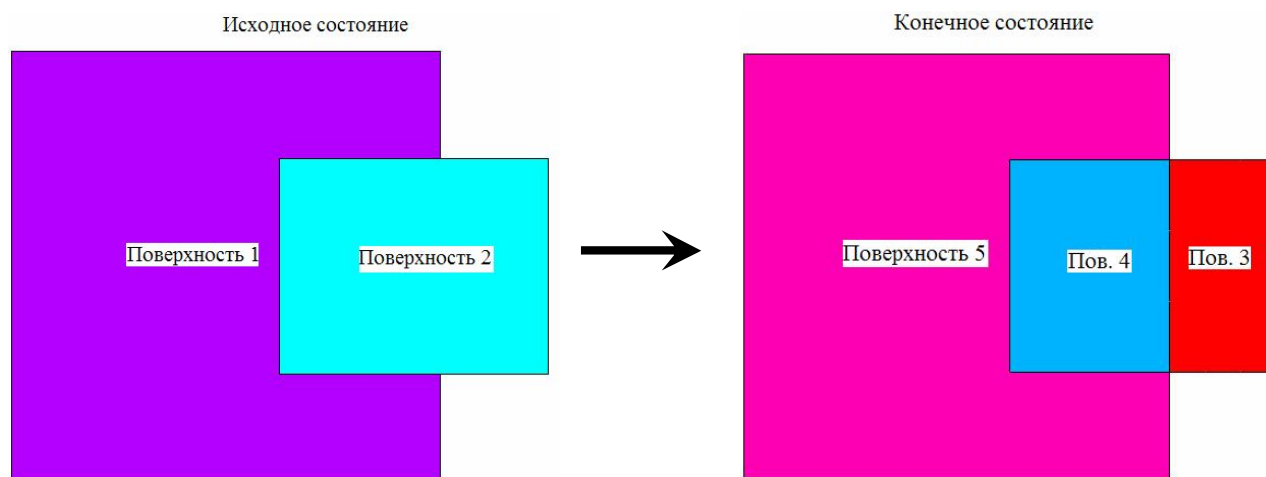 Исходное состояние
Конечное состояние
Поверхность 1
Поверхность 2
Поверхность 5
Пов. 4
Пов. 3